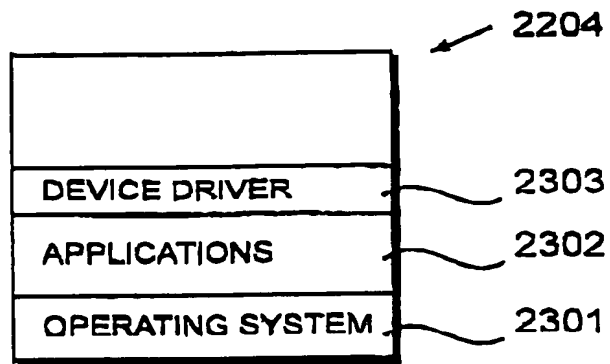 2204
DEVICE DRIVER 2303
APPLICATIONS 2302
OPERATING SYSTEM 2301